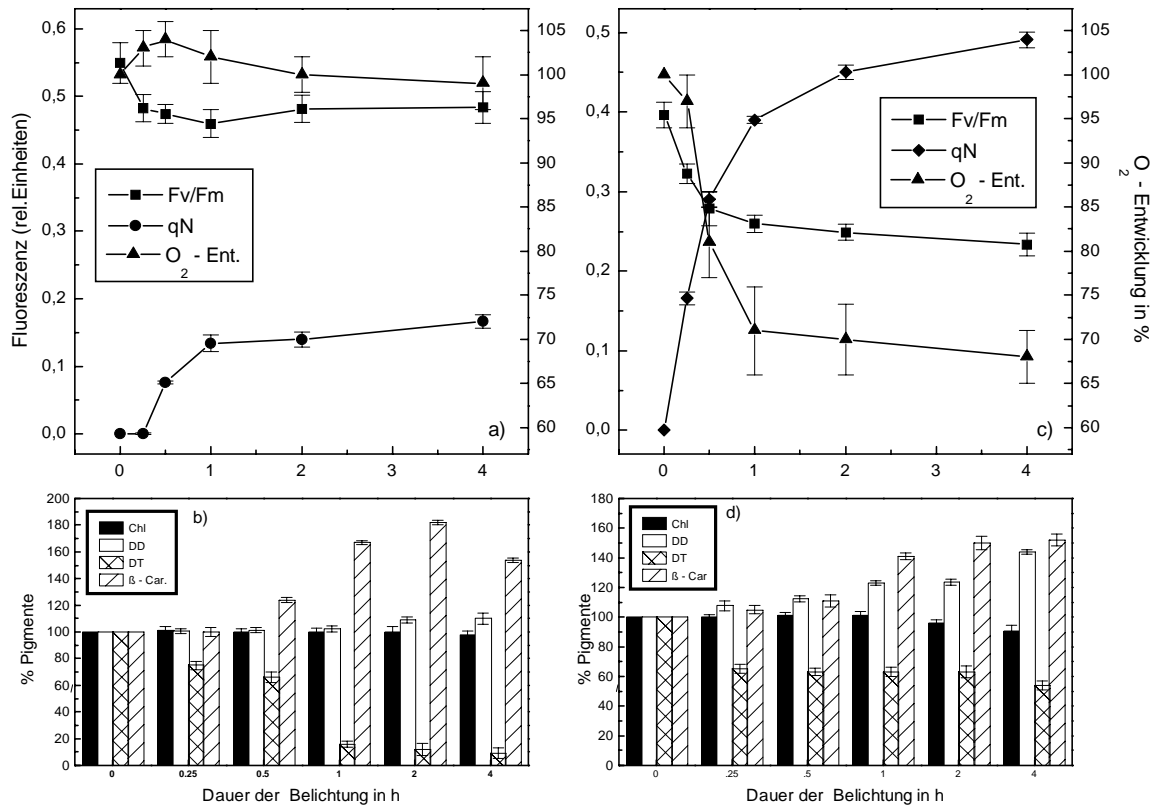 0,6
0,5
0,4
0,3
0,2
0,1
0,0
Fluoreszenz (rel.Einheiten)
Fv/Fm
qN
O2 - Ent.
105
100
95
90
85
80
75
70
65
60
a)
0 1 2 3 4
0,5
0,4
0,3
0,2
0,1
0,0
Fv/Fm
qN
O2 - Ent.
105
100
95
90
85
80
75
70
65
60
O2 - Entwicklung in %
c)
0 1 2 3 4
200
180
160
140
120
100
80
60
40
20
0
% Pigmente
Chl
DD
DT
ß - Car.
b)
0 0.25 0.5 1 2 4
Dauer der Belichtung in h
180
160
140
120
100
80
60
40
20
0
% Pigmente
Chl
DD
DT
ß - Car
d)
0 .25 .5 1 2 4
Dauer der Belichtung in h